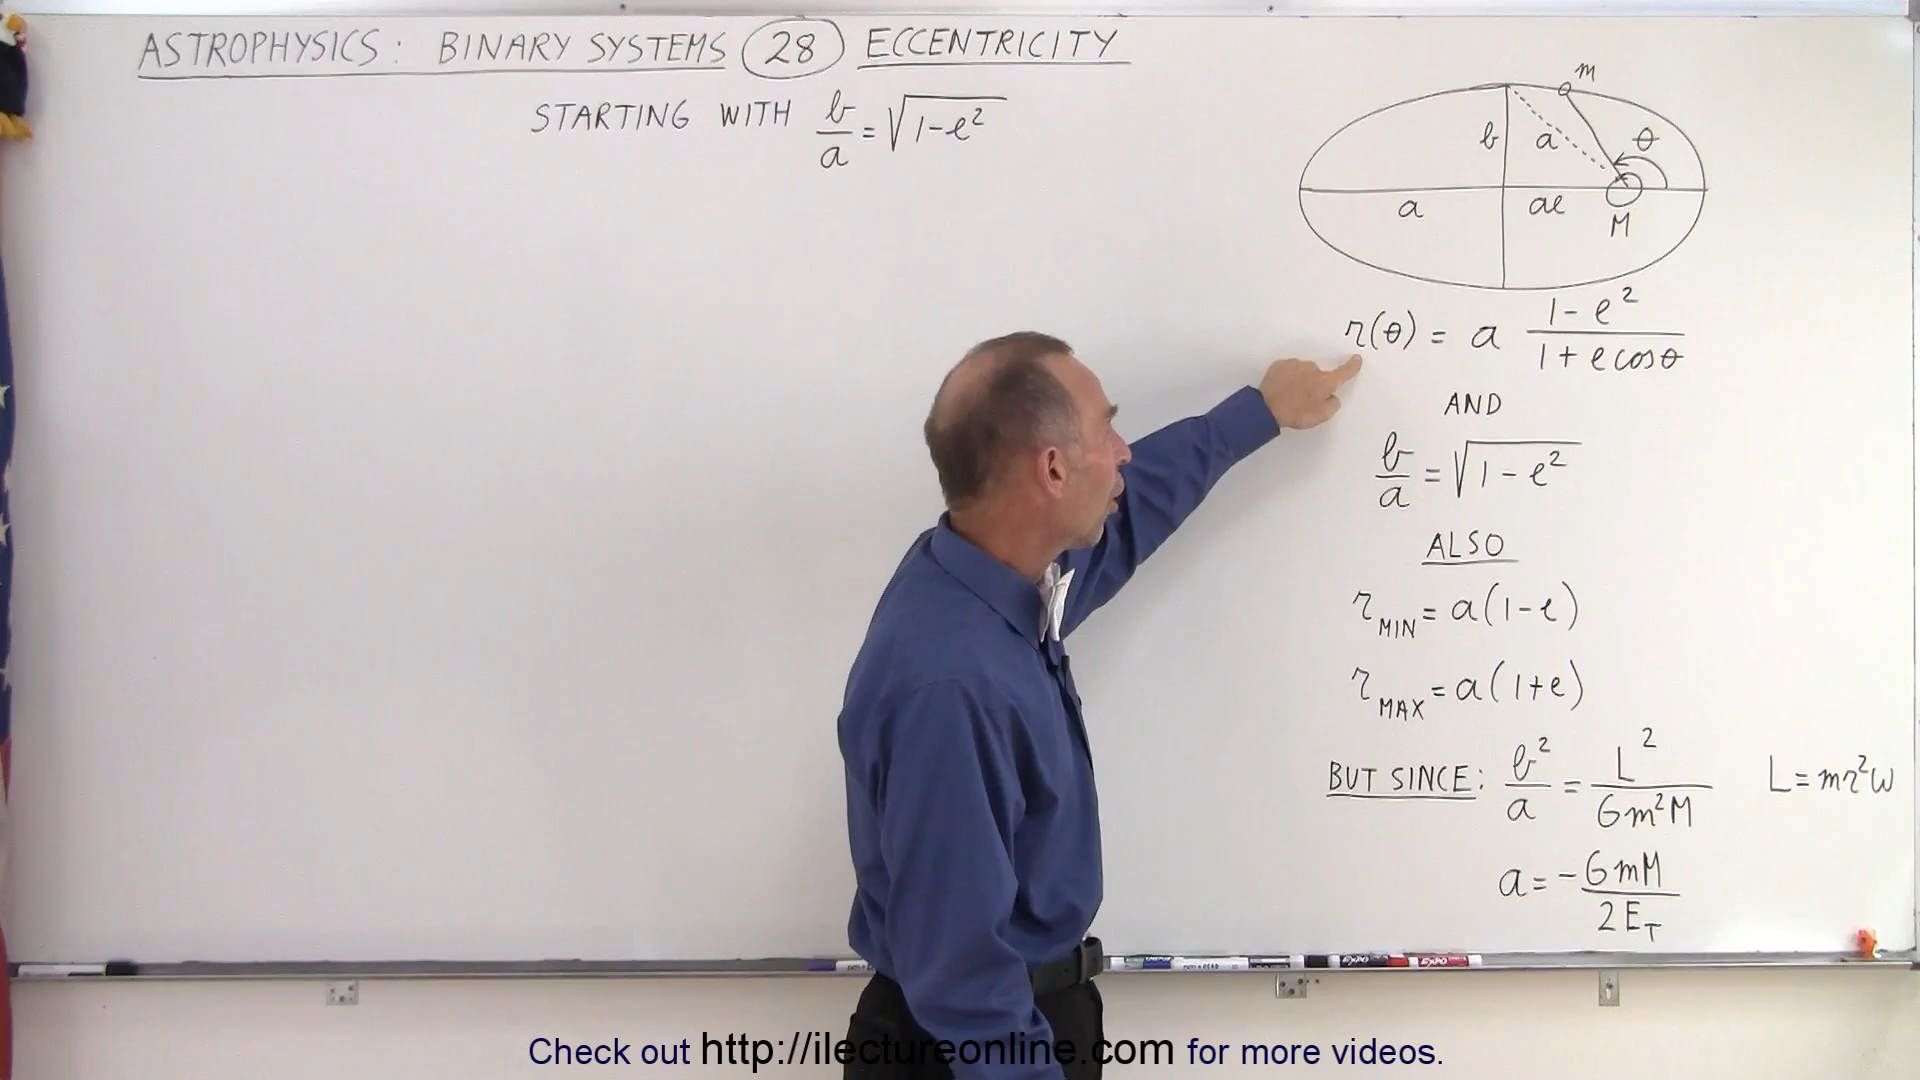 ASTROPHYSICS: BINARY SYSTEMS 28 ECCENTRICITY
STARTING WITH b/a = √(1-e²)
m
b
a
θ
a
ae
M
r(θ) = a (1-e²)/(1+e cosθ)
AND
b/a = √(1-e²)
ALSO
r_MIN = a(1-e)
r_MAX = a(1+e)
BUT SINCE: b²/a = L²/(Gm²M) L = mr²ω
a = -GmM/(2E_T)
EXPO EXPO
Check out http://ilectureonline.com for more videos.